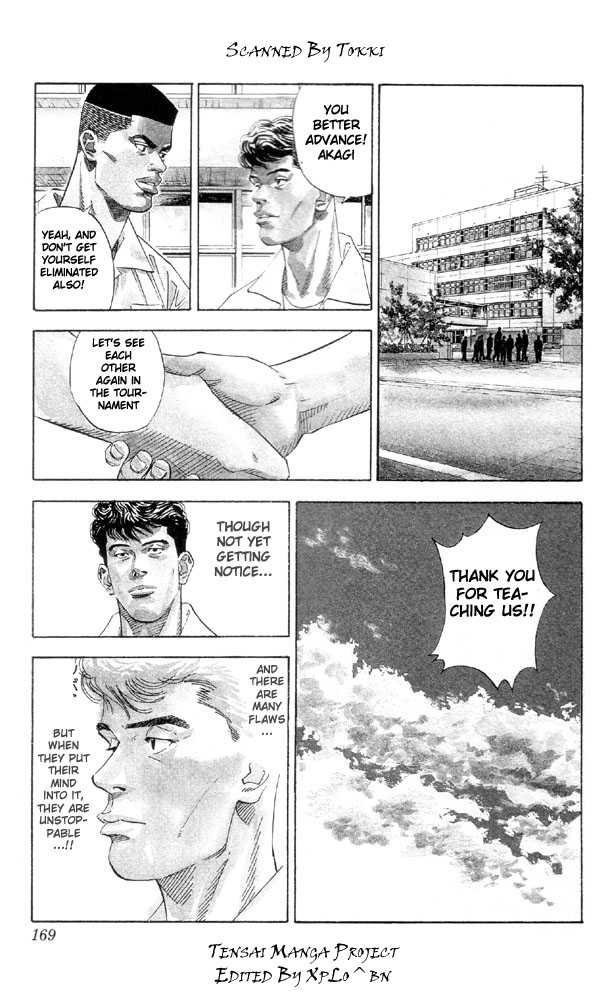 Scanned By Tokki
YOU
BETTER
ADVANCE!
AKAGI
YEAH, AND
DON'T GET
YOURSELF
ELIMINATED
ALSO!
LET'S SEE
EACH
OTHER
AGAIN IN
THE TOUR-
NAMENT
THANK YOU
FOR TEA-
CHING US!!
THOUGH
NOT YET
GETTING
NOTICE...
AND
THERE
ARE
MANY
FLAWS
...
BUT
WHEN
THEY PUT
THEIR
MIND
INTO IT,
THEY ARE
UNSTOP-
PABLE
...!!
169
Tensai Manga Project
Edited By XpLo^bn